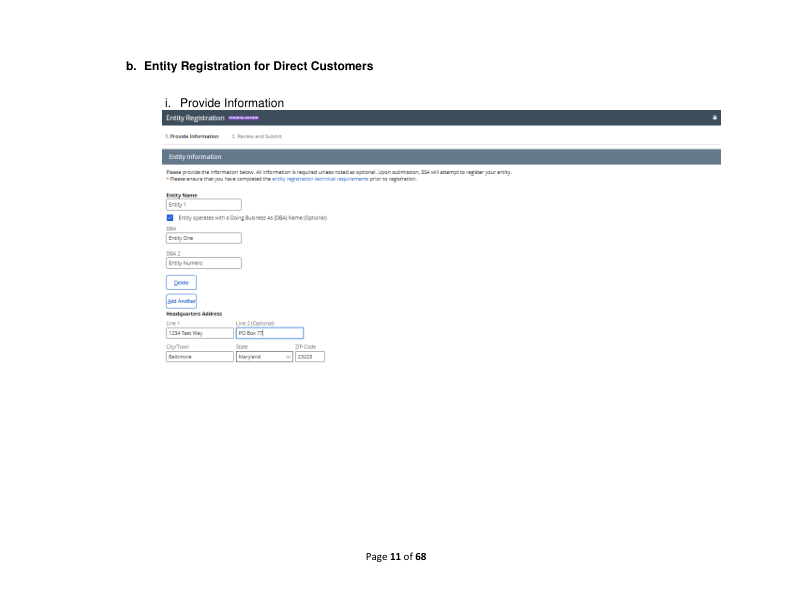 b. Entity Registration for Direct Customers
i. Provide Information
Entity Registration PENDING REVIEW
1. Provide Information 2. Review and Submit
Entity Information
Please provide the information below. All information is required unless noted as optional. Upon submission, SSA will attempt to register your entity.
* Please ensure that you have completed the entity registration technical requirements prior to registration.
Entity Name
Entity 1
Entity operates with a Doing Business As (DBA) Name (Optional)
DBA
Entity One
DBA 2
Entity Numero
Delete
Add Another
Headquarters Address
Line 1 Line 2 (Optional)
1234 Test Way PO Box 77
City/Town State ZIP Code
Baltimore Maryland 23225
Page 11 of 68